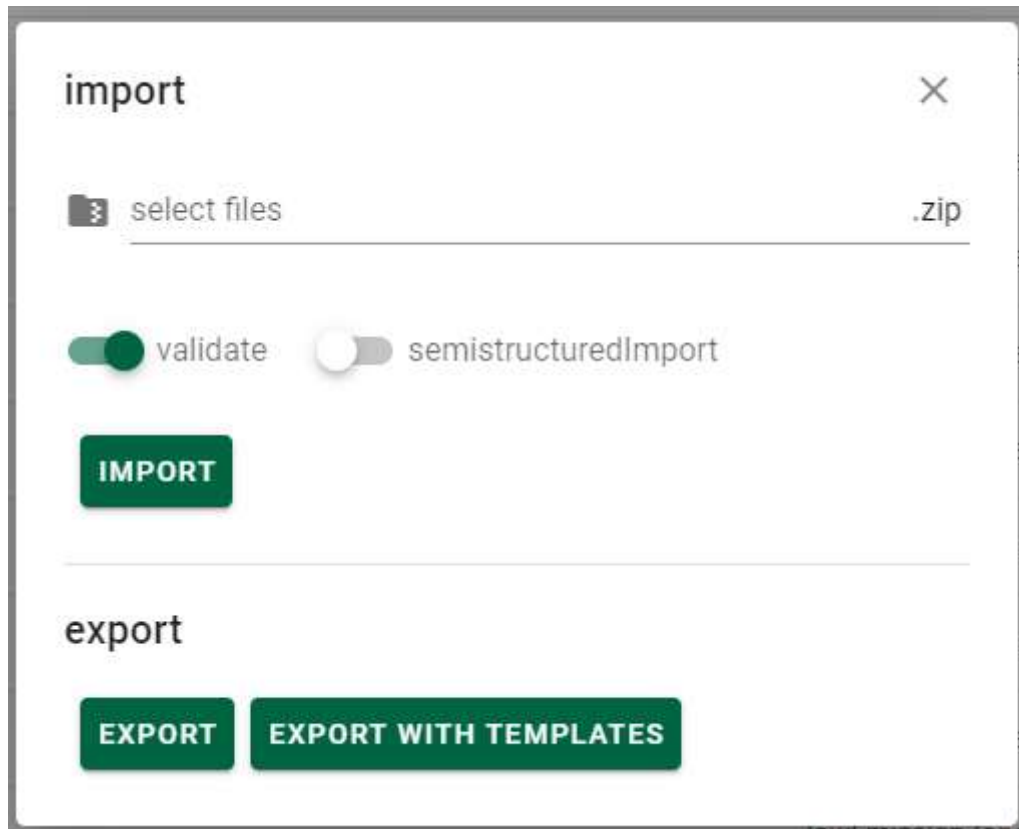 import
select files .zip
validate semistructuredImport
IMPORT
export
EXPORT EXPORT WITH TEMPLATES